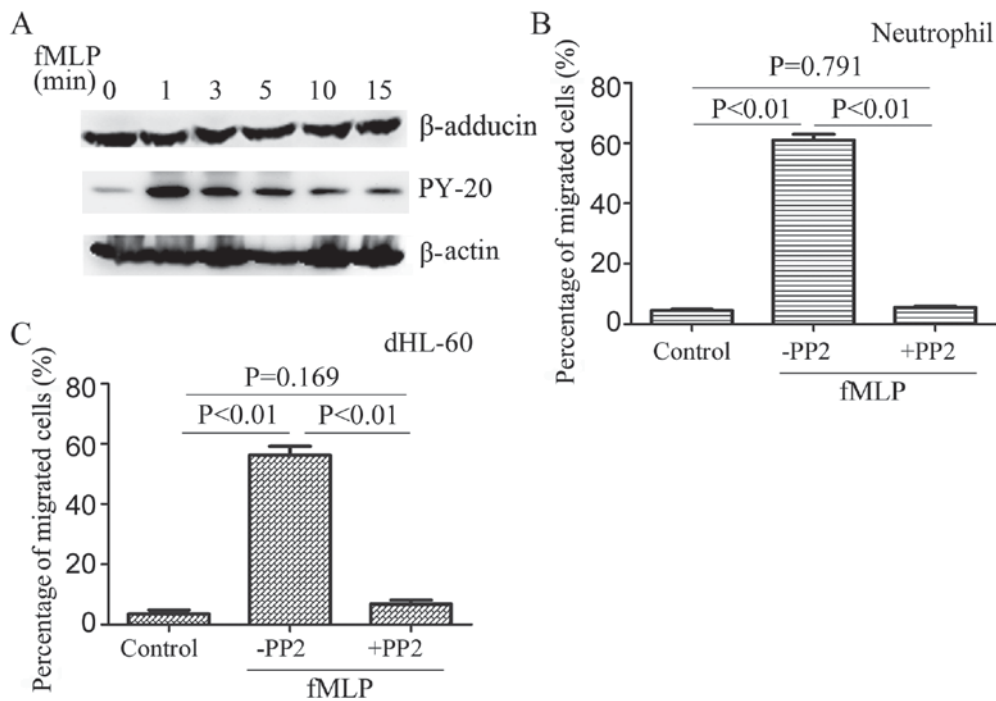 A
fMLP
(min)
0 1 3 5 10 15
β-adducin
PY-20
β-actin
B
Neutrophil
Percentage of migrated cells (%)
80
60
40
20
0
P=0.791
P<0.01 P<0.01
Control -PP2 +PP2
fMLP
C
dHL-60
Percentage of migrated cells (%)
80
60
40
20
0
P=0.169
P<0.01 P<0.01
Control -PP2 +PP2
fMLP